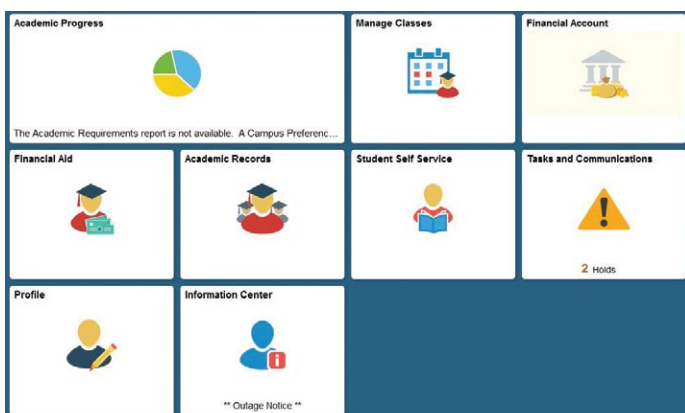 Academic Progress
Manage Classes
Financial Account
The Academic Requirements report is not available. A Campus Preferenc...
Financial Aid
Academic Records
Student Self Service
Tasks and Communications
2 Holds
Profile
Information Center
** Outage Notice **